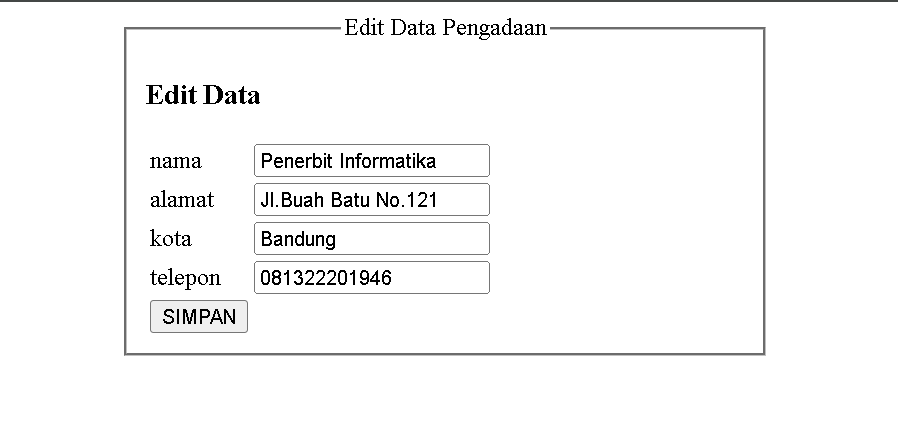 Edit Data Pengadaan
Edit Data
nama Penerbit Informatika
alamat Jl.Buah Batu No.121
kota Bandung
telepon 081322201946
SIMPAN